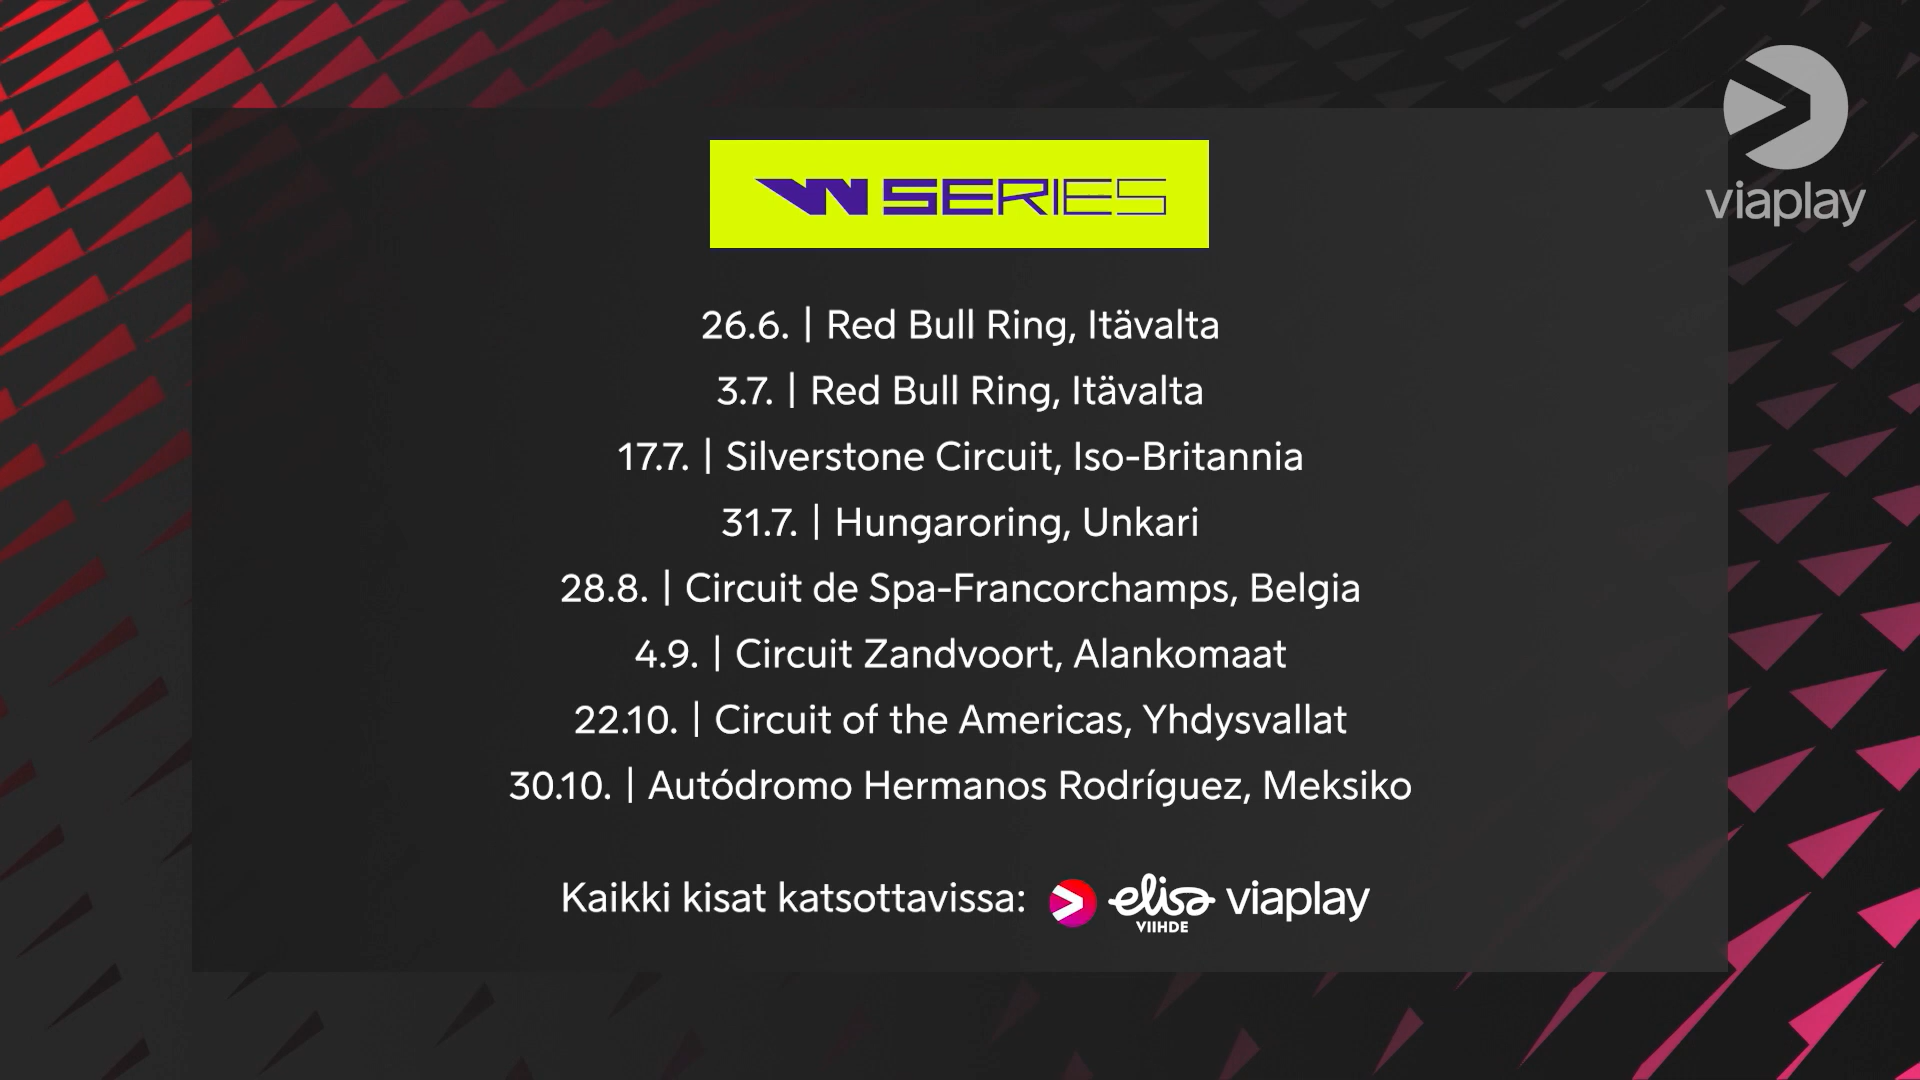 viaplay
W SERIES
26.6. | Red Bull Ring, Itävalta
3.7. | Red Bull Ring, Itävalta
17.7. | Silverstone Circuit, Iso-Britannia
31.7. | Hungaroring, Unkari
28.8. | Circuit de Spa-Francorchamps, Belgia
4.9. | Circuit Zandvoort, Alankomaat
22.10. | Circuit of the Americas, Yhdysvallat
30.10. | Autódromo Hermanos Rodríguez, Meksiko
Kaikki kisat katsottavissa: elisa VIIHDE viaplay